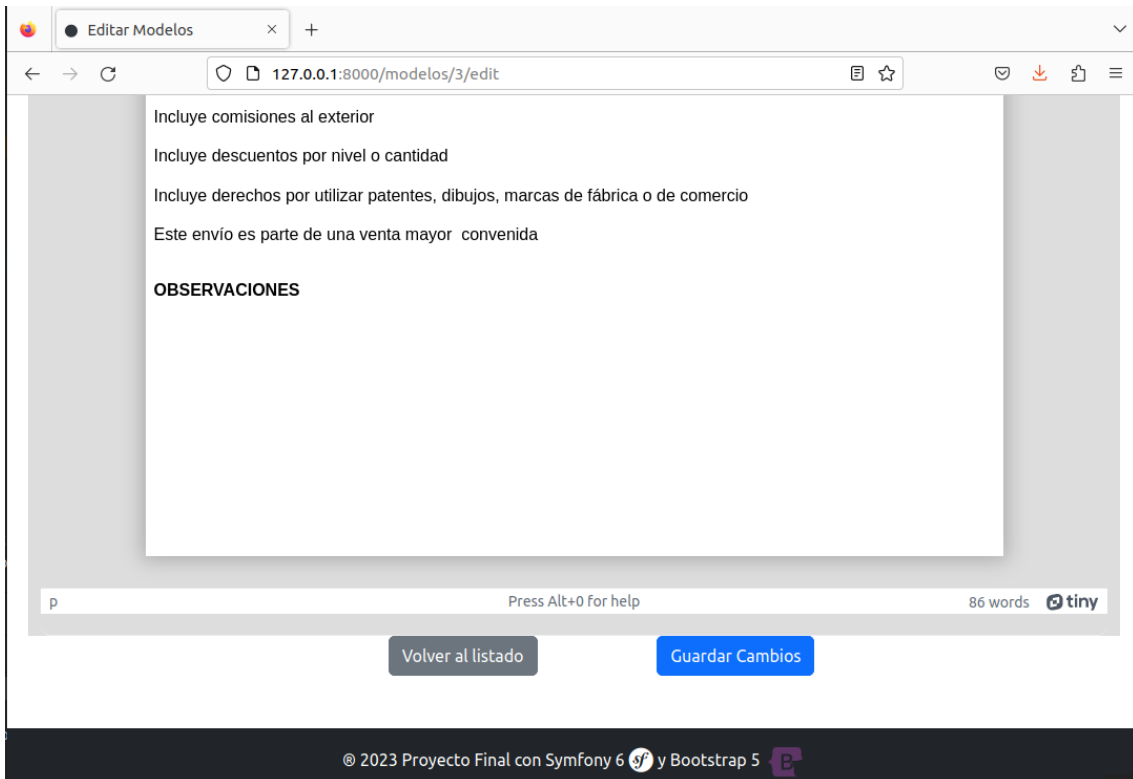 Editar Modelos
127.0.0.1:8000/modelos/3/edit
Incluye comisiones al exterior
Incluye descuentos por nivel o cantidad
Incluye derechos por utilizar patentes, dibujos, marcas de fábrica o de comercio
Este envío es parte de una venta mayor  convenida
OBSERVACIONES
p Press Alt+0 for help 86 words tiny
Volver al listado Guardar Cambios
® 2023 Proyecto Final con Symfony 6 sf y Bootstrap 5 B